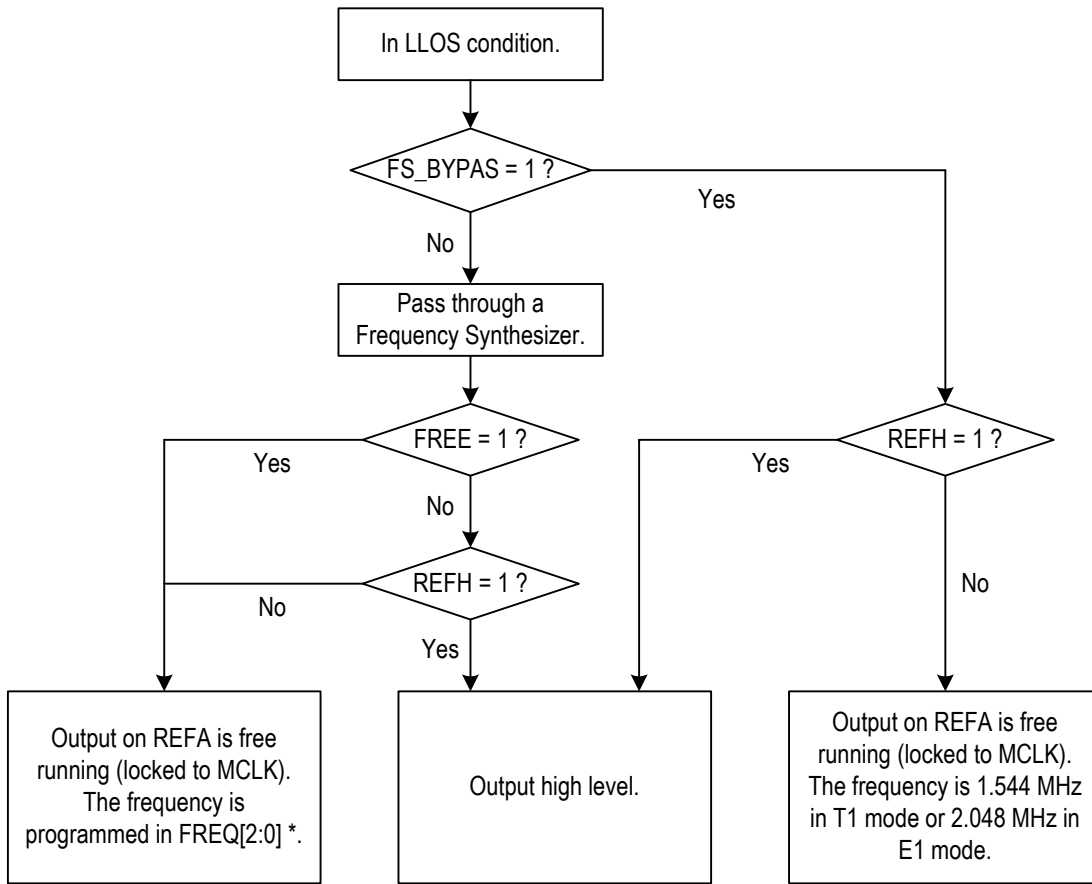 In LLOS condition.
FS_BYPAS = 1 ?
Yes
No
Pass through a
Frequency Synthesizer.
FREE = 1 ?
REFH = 1 ?
Yes
Yes
No
REFH = 1 ?
No
No
Yes
Output on REFA is free
running (locked to MCLK).
The frequency is
programmed in FREQ[2:0] *.
Output high level.
Output on REFA is free
running (locked to MCLK).
The frequency is 1.544 MHz
in T1 mode or 2.048 MHz in
E1 mode.